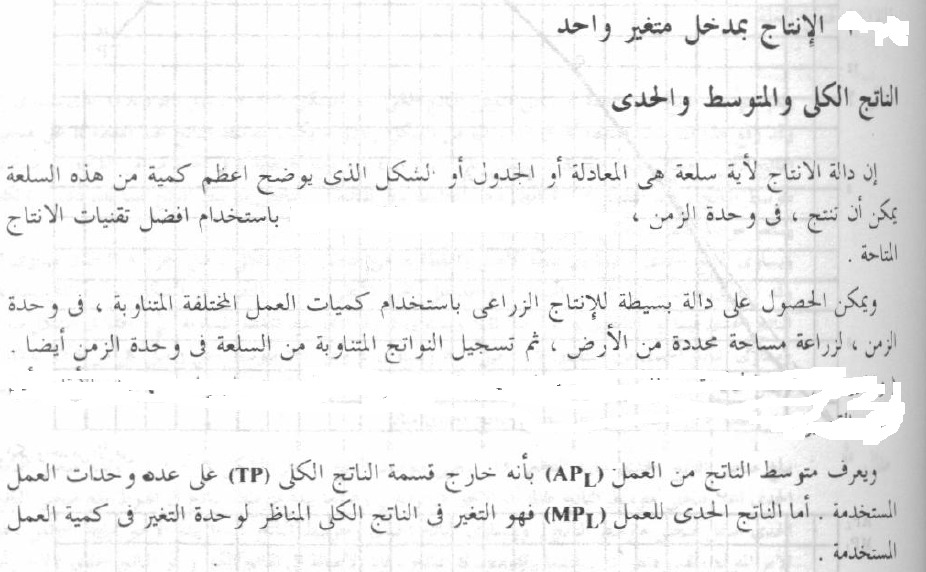 الإنتاج بمدخل متغير واحد
الناتج الكلى والمتوسط والحدى
إن دالة الانتاج لأية سلعة هى المعادلة أو الجدول أو لشكل الذى يوضح اعظم كمية من هذه السلعة
يمكن أن تنتج ، فى وحدة الزمن ، باستخدام افضل تقنيات الانتاج
المتاحة .
ويمكن الحصول على دالة بسيطة للإنتاج الزراعى باستخدام كميات العمل المختلفة المتناوبة ، فى وحدة
الزمن ، لزراعة مساحة محددة من الأرض ، ثم تسجيل النواتج المتناوبة من السلعة فى وحدة الزمن أيضا .
ويعرف متوسط الناتج من العمل (APL) بأنه خارج قسمة الناتج الكلى (TP) على عدد وحدات العمل
المستخدمة . أما الناتج الحدى للعمل (MPL) فهو التغير فى الناتج الكلى المناظر لوحدة التغير فى كمية العمل
المستخدمة .